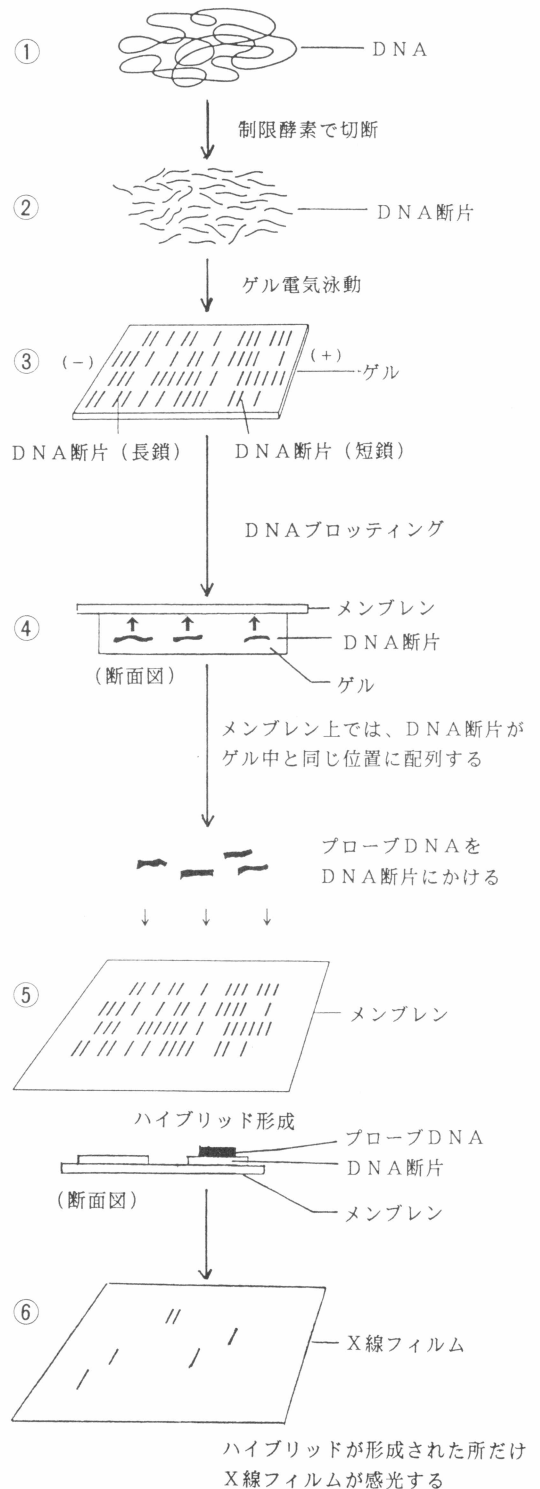 ① DNA
制限酵素で切断
② DNA断片
ゲル電気泳動
③ (-) (+) ゲル
DNA断片(長鎖) DNA断片(短鎖)
DNAブロッティング
④ メンブレン
DNA断片
(断面図) ゲル
メンブレン上では、DNA断片が
ゲル中と同じ位置に配列する
プローブDNAを
DNA断片にかける
⑤ メンブレン
ハイブリッド形成
プローブDNA
DNA断片
(断面図) メンブレン
⑥ X線フィルム
ハイブリッドが形成された所だけ
X線フィルムが感光する